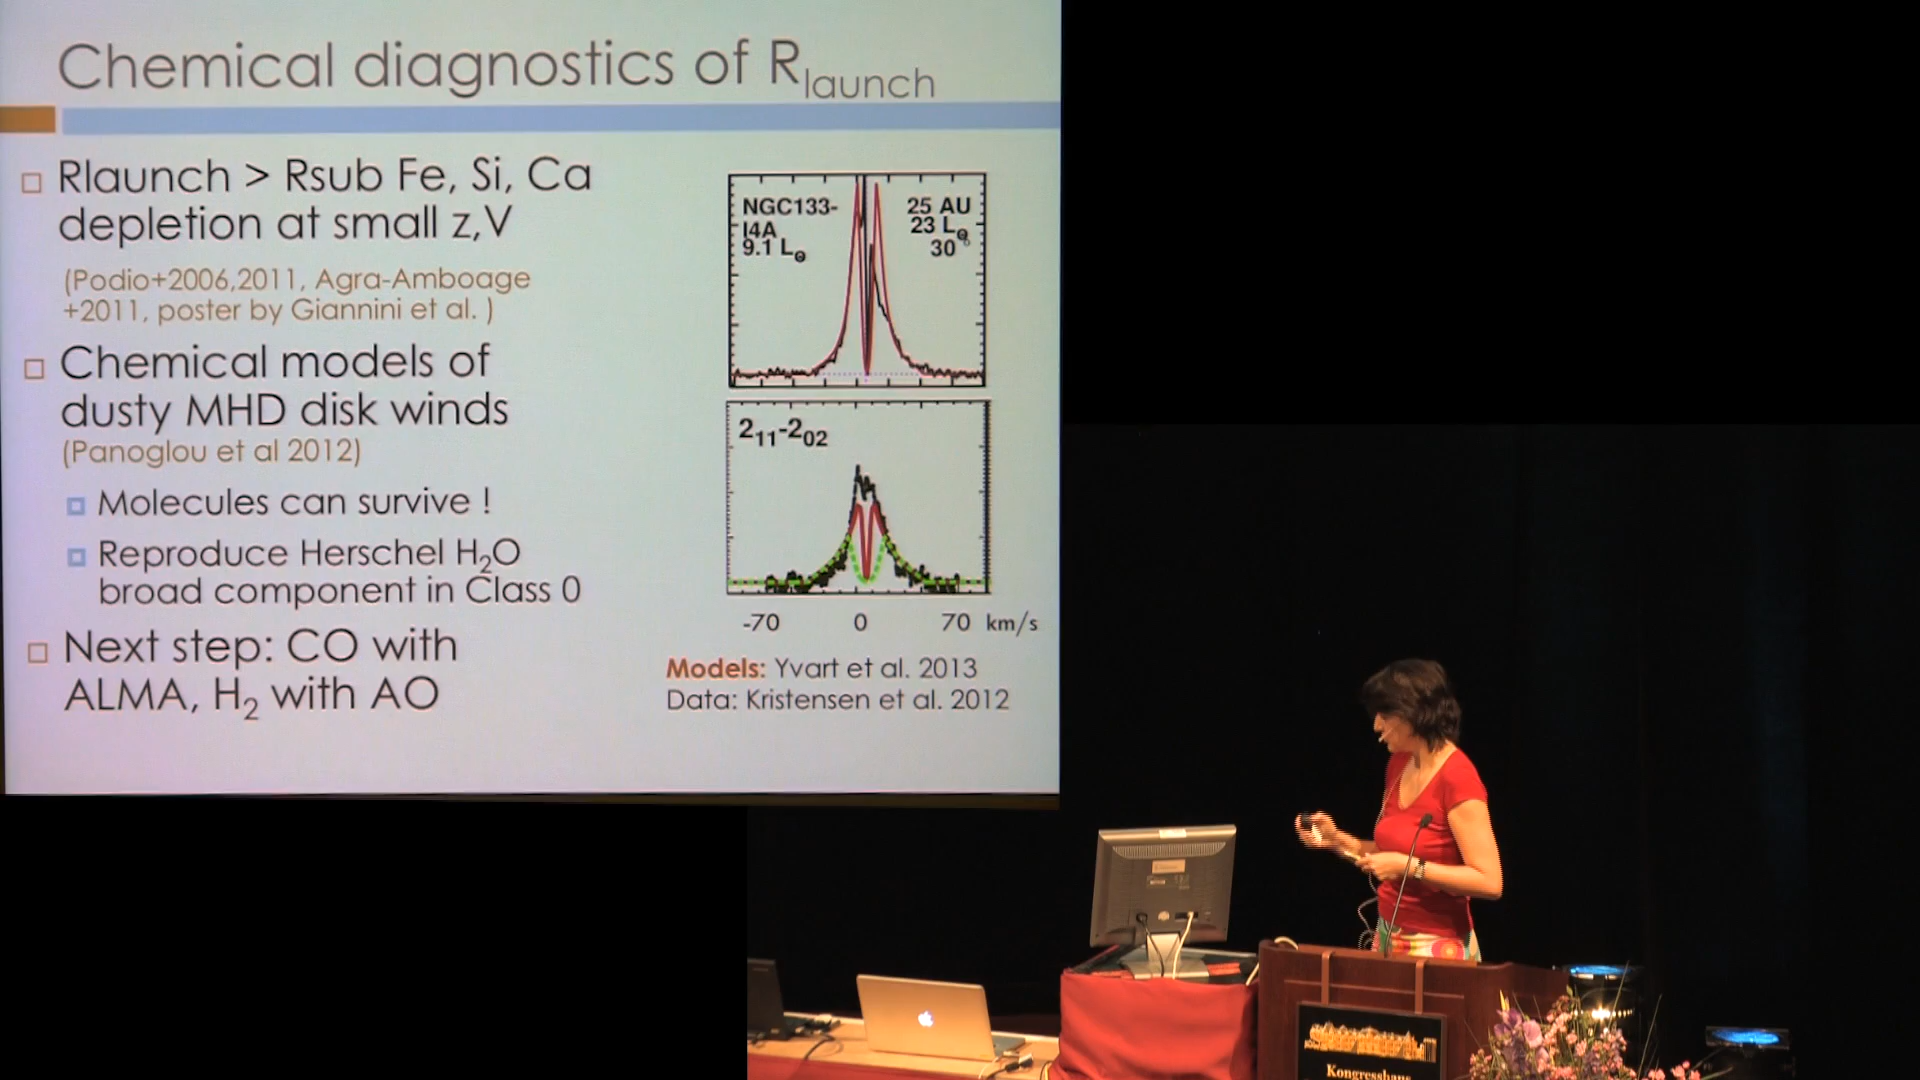 Chemical diagnostics of Rlaunch
Rlaunch > Rsub Fe, Si, Ca
depletion at small z,V
(Podio+2006,2011, Agra-Amboage
+2011, poster by Giannini et al. )
Chemical models of
dusty MHD disk winds
(Panoglou et al 2012)
Molecules can survive !
Reproduce Herschel H2O
broad component in Class 0
Next step: CO with
ALMA, H2 with AO
NGC133-
I4A
9.1 L⊙
25 AU
23 L⊙
30°
2₁₁-2₀₂
-70 0 70 km/s
Models: Yvart et al. 2013
Data: Kristensen et al. 2012
Kongresshaus